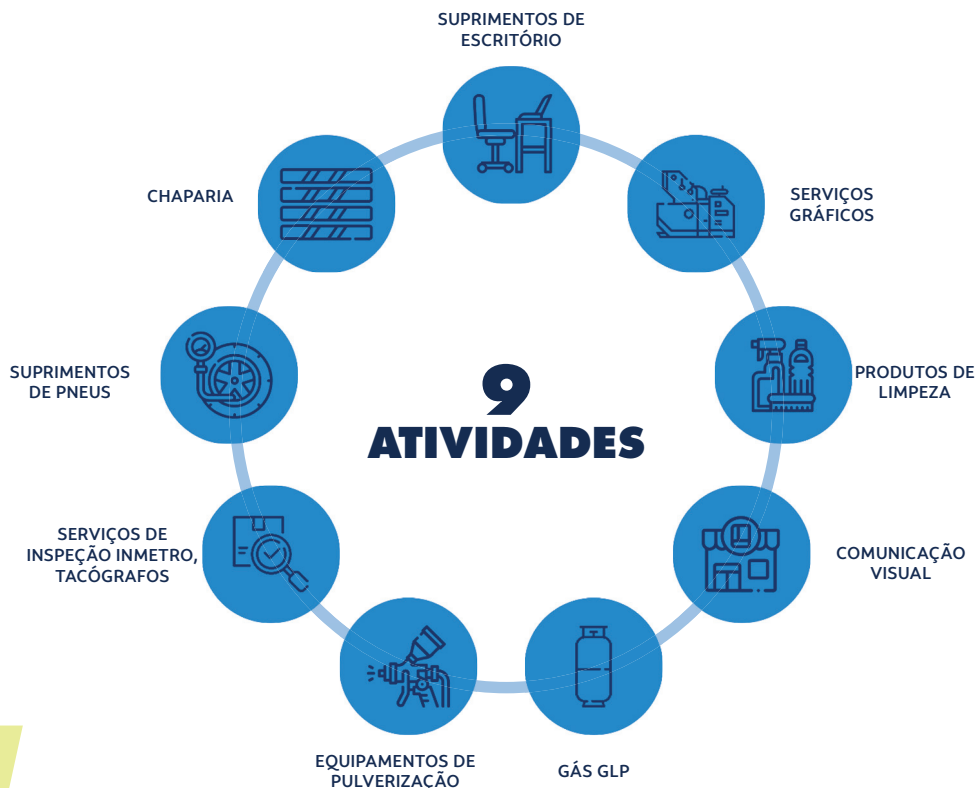 SUPRIMENTOS DE
ESCRITÓRIO
SERVIÇOS
GRÁFICOS
PRODUTOS DE
LIMPEZA
COMUNICAÇÃO
VISUAL
GÁS GLP
EQUIPAMENTOS DE
PULVERIZAÇÃO
SERVIÇOS DE
INSPEÇÃO INMETRO,
TACÓGRAFOS
SUPRIMENTOS
DE PNEUS
CHAPARIA
9
ATIVIDADES